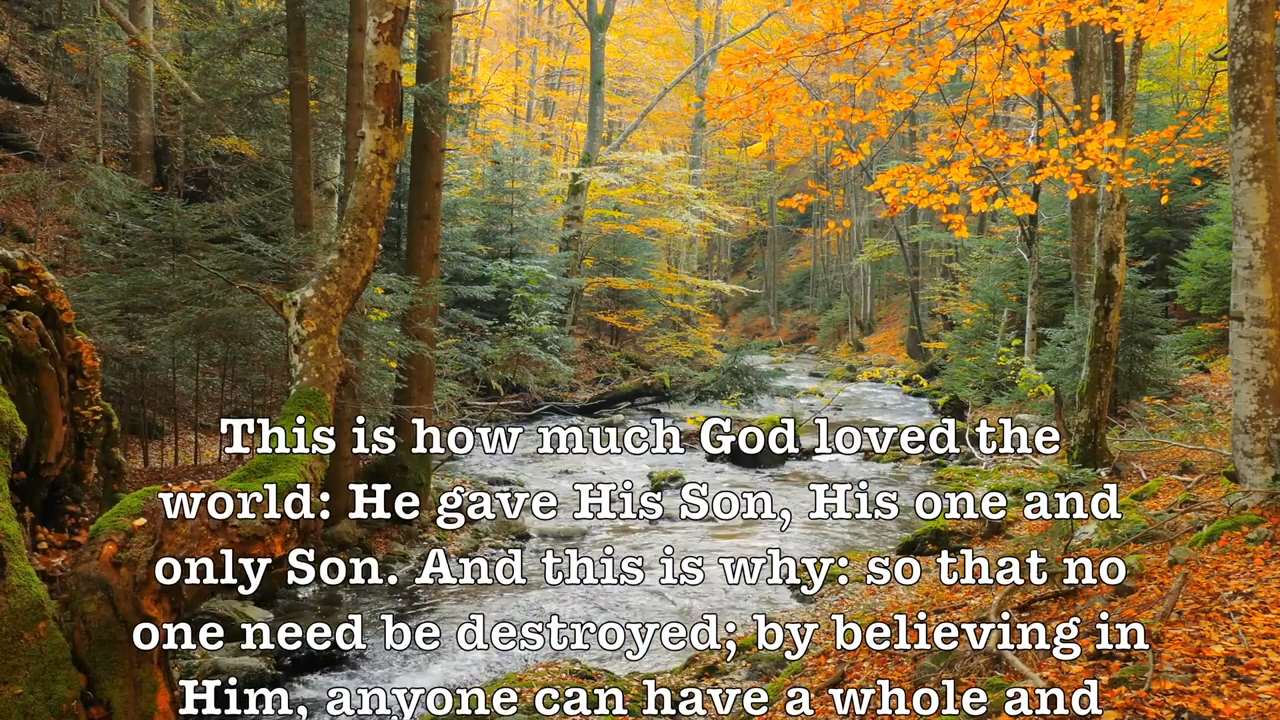 This is how much God loved the
world: He gave His Son, His one and
only Son. And this is why: so that no
one need be destroyed; by believing in
Him, anyone can have a whole and